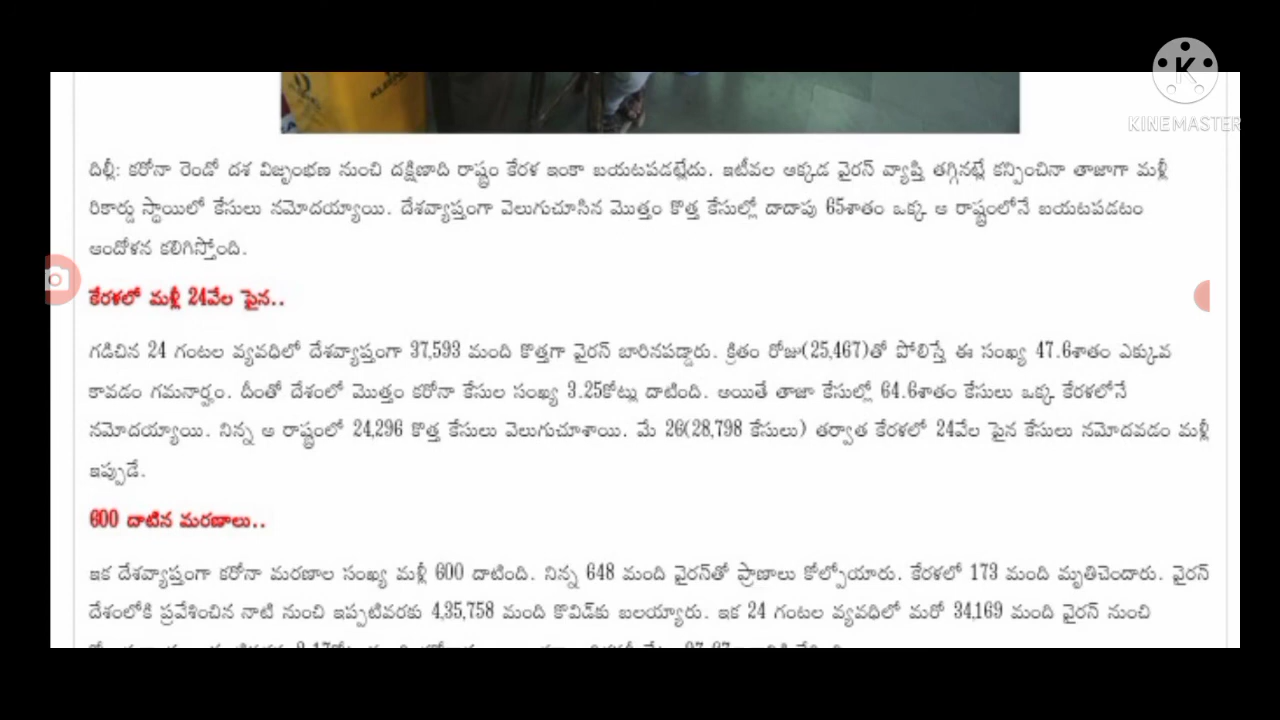 KINEMASTER
దిల్లీ: కరోనా రెండో దశ విజృంభణ నుంచి దక్షిణాది రాష్ట్రం కేరళ ఇంకా బయటపడట్లేదు. ఇటీవల అక్కడ వైరస్ వ్యాప్తి తగ్గినట్లే కన్పించినా తాజాగా మళ్లీ
రికార్డు స్థాయిలో కేసులు నమోదయ్యాయి. దేశవ్యాప్తంగా వెలుగుచూసిన మొత్తం కొత్త కేసుల్లో దాదాపు 65శాతం ఒక్క ఆ రాష్ట్రంలోనే బయటపడటం
ఆందోళన కలిగిస్తోంది.
కేరళలో మళ్లీ 24వేల పైన..
గడిచిన 24 గంటల వ్యవధిలో దేశవ్యాప్తంగా 37,593 మంది కొత్తగా వైరస్ బారినపడ్డారు. క్రితం రోజు(25,467)తో పోలిస్తే ఈ సంఖ్య 47.6శాతం ఎక్కువ
కావడం గమనార్హం. దీంతో దేశంలో మొత్తం కరోనా కేసుల సంఖ్య 3.25కోట్లు దాటింది. అయితే తాజా కేసుల్లో 64.6శాతం కేసులు ఒక్క కేరళలోనే
నమోదయ్యాయి. నిన్న ఆ రాష్ట్రంలో 24,296 కొత్త కేసులు వెలుగుచూశాయి. మే 26(28,798 కేసులు) తర్వాత కేరళలో 24వేల పైన కేసులు నమోదవడం మళ్లీ
ఇప్పుడే.
600 దాటిన మరణాలు..
ఇక దేశవ్యాప్తంగా కరోనా మరణాల సంఖ్య మళ్లీ 600 దాటింది. నిన్న 648 మంది వైరస్‌తో ప్రాణాలు కోల్పోయారు. కేరళలో 173 మంది మృతిచెందారు. వైరస్
దేశంలోకి ప్రవేశించిన నాటి నుంచి ఇప్పటివరకు 4,35,758 మంది కొవిడ్‌కు బలయ్యారు. ఇక 24 గంటల వ్యవధిలో మరో 34,169 మంది వైరస్ నుంచి